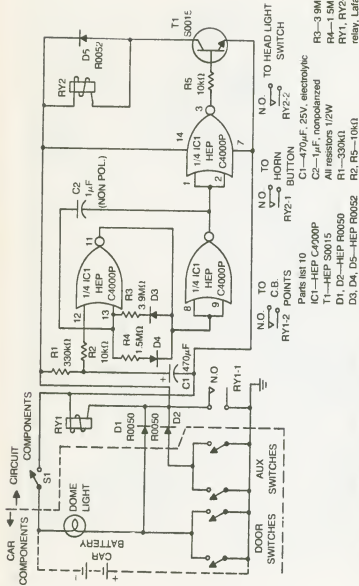 CAR
CIRCUIT
COMPONENTS
COMPONENTS
S1
DOME
LIGHT
CAR
BATTERY
DOOR
SWITCHES
AUX
SWITCHES
RY1
D1
R0050
D2
R0050
N.O
RY1-1
R1
330kΩ
R2
10kΩ
R4
1.5MΩ
R3
3.9MΩ
D4
D3
C1 470µF
+
12
13
11
1/4 IC1
HEP
C4000P
C2
1µF
(NON POL)
8
9
1/4 IC1
HEP
C4000P
1
2
3
14
7
1/4 IC1
HEP
C4000P
R5
10kΩ
T1
S0015
D5
R0052
RY2
N.O. TO
C.B.
POINTS
RY1-2
N O TO
HORN
BUTTON
RY2-1
N O. TO HEAD LIGHT
SWITCH
RY2-2
Parts list 10
IC1—HEP C4000P
T1—HEP S0015
D1, D2—HEP R0050
D3, D4, D5—HEP R0052
C1—470µF, 25V, electrolytic
C2—1µF, nonpolarized
All resistors 1/2W
R1—330kΩ
R2, R5—10kΩ
R3—3 9M
R4—1.5M
RY1, RY2
relay, Lafa